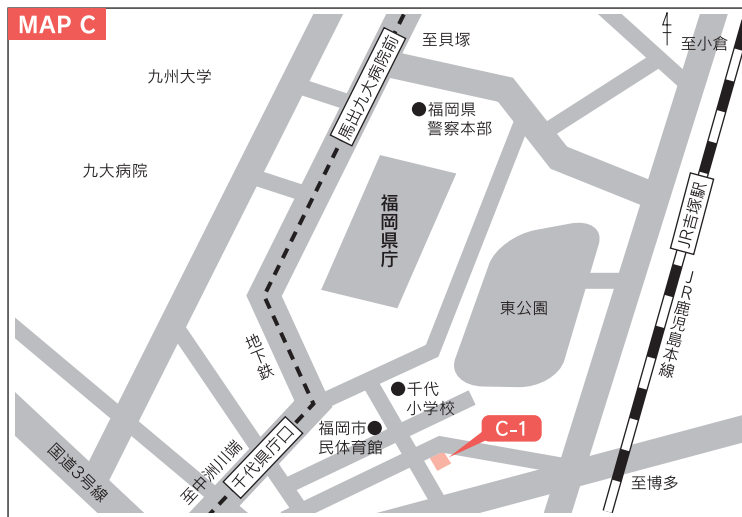 MAP C
至貝塚
至小倉
九州大学
馬出九大病院前
福岡県
警察本部
九大病院
福岡県庁
JR吉塚駅
東公園
JR鹿児島本線
地下鉄
千代
小学校
福岡市
民体育館
C-1
千代県庁口
至中洲川端
国道3号線
至博多
4